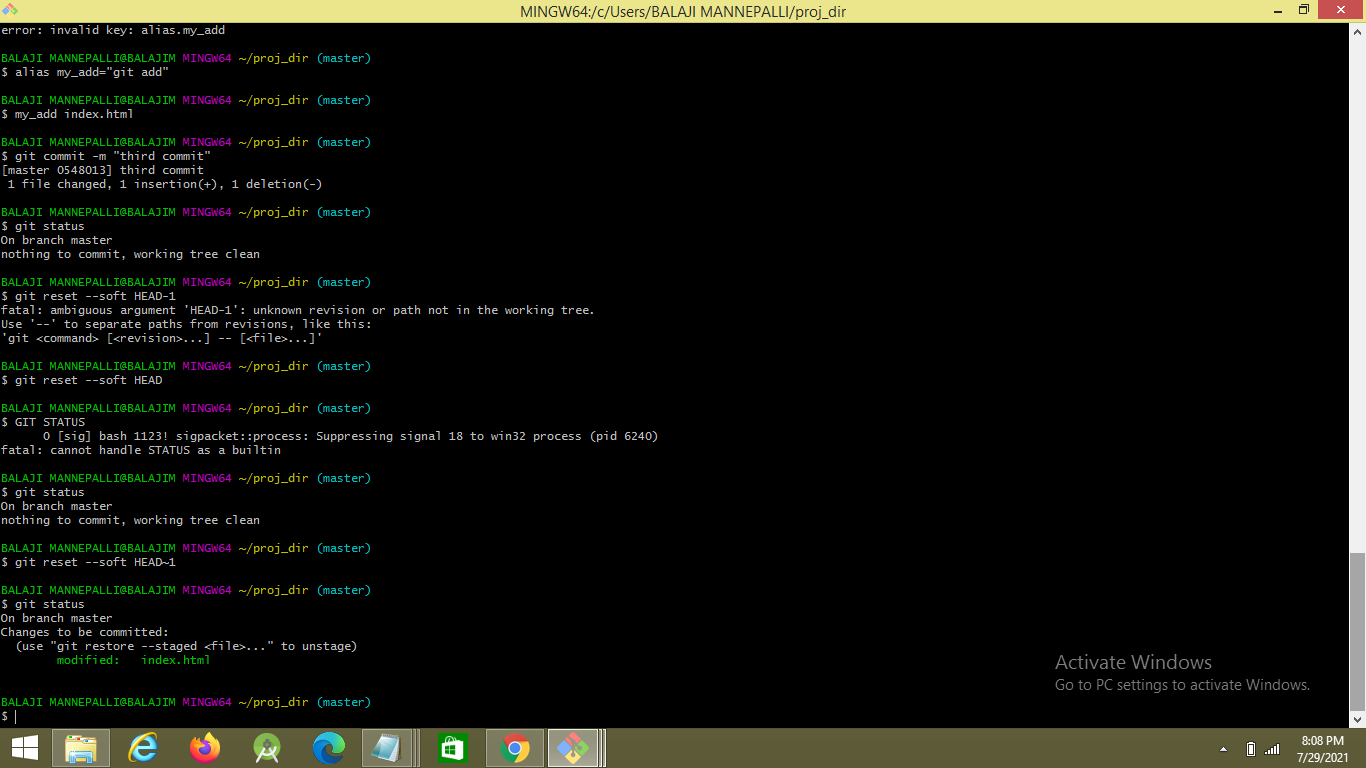 MINGW64:/c/Users/BALAJI MANNEPALLI/proj_dir
error: invalid key: alias.my_add
BALAJI MANNEPALLI@BALAJIM MINGW64 ~/proj_dir (master)
$ alias my_add="git add"
BALAJI MANNEPALLI@BALAJIM MINGW64 ~/proj_dir (master)
$ my_add index.html
BALAJI MANNEPALLI@BALAJIM MINGW64 ~/proj_dir (master)
$ git commit -m "third commit"
[master 0548013] third commit
 1 file changed, 1 insertion(+), 1 deletion(-)
BALAJI MANNEPALLI@BALAJIM MINGW64 ~/proj_dir (master)
$ git status
On branch master
nothing to commit, working tree clean
BALAJI MANNEPALLI@BALAJIM MINGW64 ~/proj_dir (master)
$ git reset --soft HEAD-1
fatal: ambiguous argument 'HEAD-1': unknown revision or path not in the working tree.
Use '--' to separate paths from revisions, like this:
'git <command> [<revision>...] -- [<file>...]'
BALAJI MANNEPALLI@BALAJIM MINGW64 ~/proj_dir (master)
$ git reset --soft HEAD
BALAJI MANNEPALLI@BALAJIM MINGW64 ~/proj_dir (master)
$ GIT STATUS
      0 [sig] bash 1123! sigpacket::process: Suppressing signal 18 to win32 process (pid 6240)
fatal: cannot handle STATUS as a builtin
BALAJI MANNEPALLI@BALAJIM MINGW64 ~/proj_dir (master)
$ git status
On branch master
nothing to commit, working tree clean
BALAJI MANNEPALLI@BALAJIM MINGW64 ~/proj_dir (master)
$ git reset --soft HEAD~1
BALAJI MANNEPALLI@BALAJIM MINGW64 ~/proj_dir (master)
$ git status
On branch master
Changes to be committed:
  (use "git restore --staged <file>..." to unstage)
        modified:   index.html
BALAJI MANNEPALLI@BALAJIM MINGW64 ~/proj_dir (master)
$
Activate Windows
Go to PC settings to activate Windows.
8:08 PM
7/29/2021